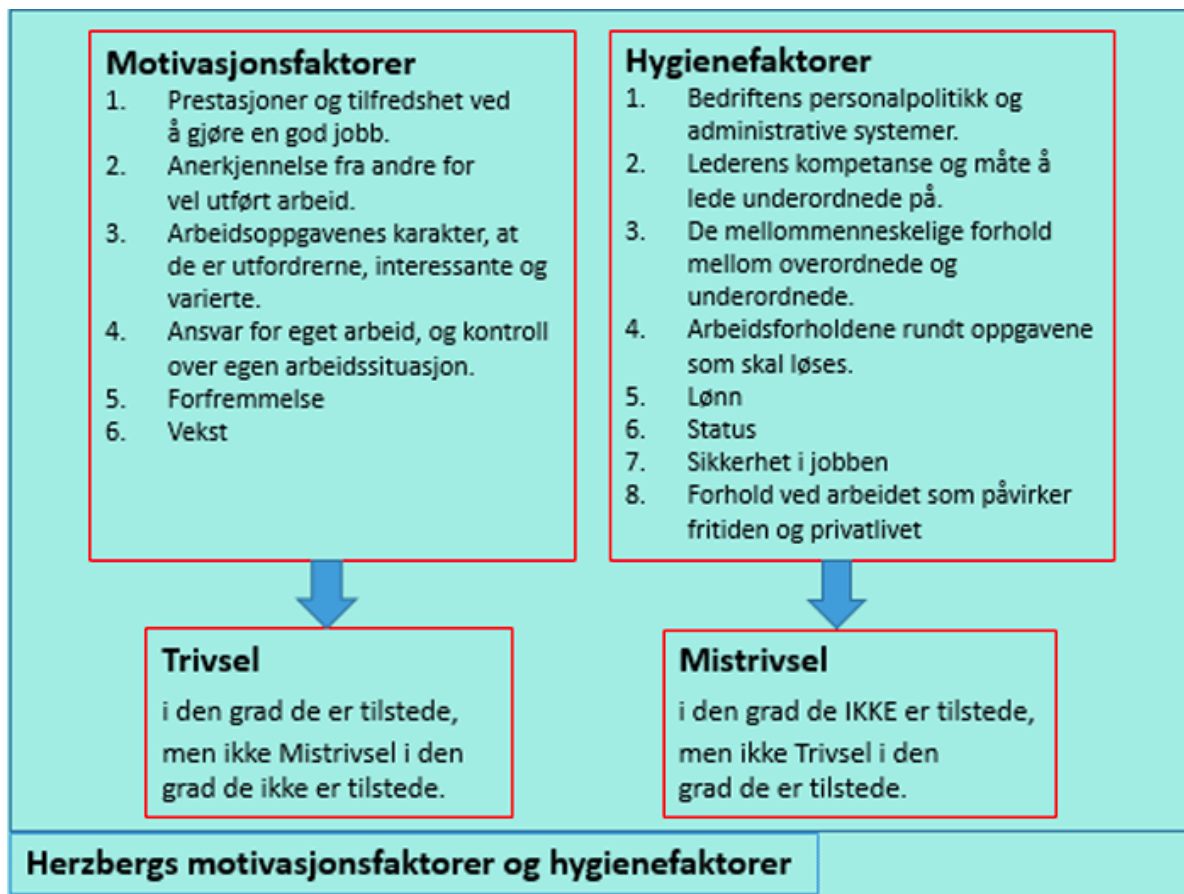 Motivasjonsfaktorer
1. Prestasjoner og tilfredshet ved
å gjøre en god jobb.
2. Anerkjennelse fra andre for
vel utført arbeid.
3. Arbeidsoppgavenes karakter, at
de er utfordrerne, interessante og
varierte.
4. Ansvar for eget arbeid, og kontroll
over egen arbeidssituasjon.
5. Forfremmelse
6. Vekst
Hygienefaktorer
1. Bedriftens personalpolitikk og
administrative systemer.
2. Lederens kompetanse og måte å
lede underordnede på.
3. De mellommenneskelige forhold
mellom overordnede og
underordnede.
4. Arbeidsforholdene rundt oppgavene
som skal løses.
5. Lønn
6. Status
7. Sikkerhet i jobben
8. Forhold ved arbeidet som påvirker
fritiden og privatlivet
Trivsel
i den grad de er tilstede,
men ikke Mistrivsel i den
grad de ikke er tilstede.
Mistrivsel
i den grad de IKKE er tilstede,
men ikke Trivsel i den
grad de er tilstede.
Herzbergs motivasjonsfaktorer og hygienefaktorer